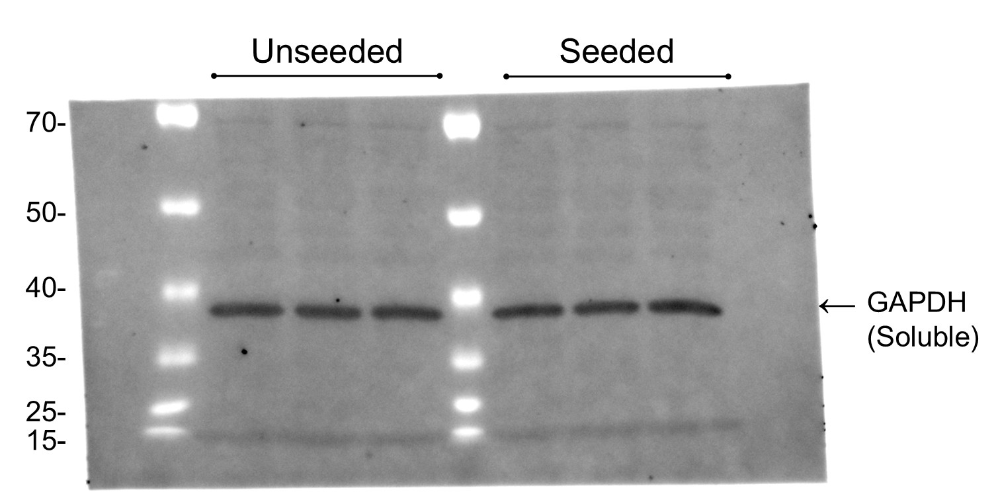 Unseeded
Seeded
70-
50-
40-
35-
25-
15-
GAPDH
(Soluble)